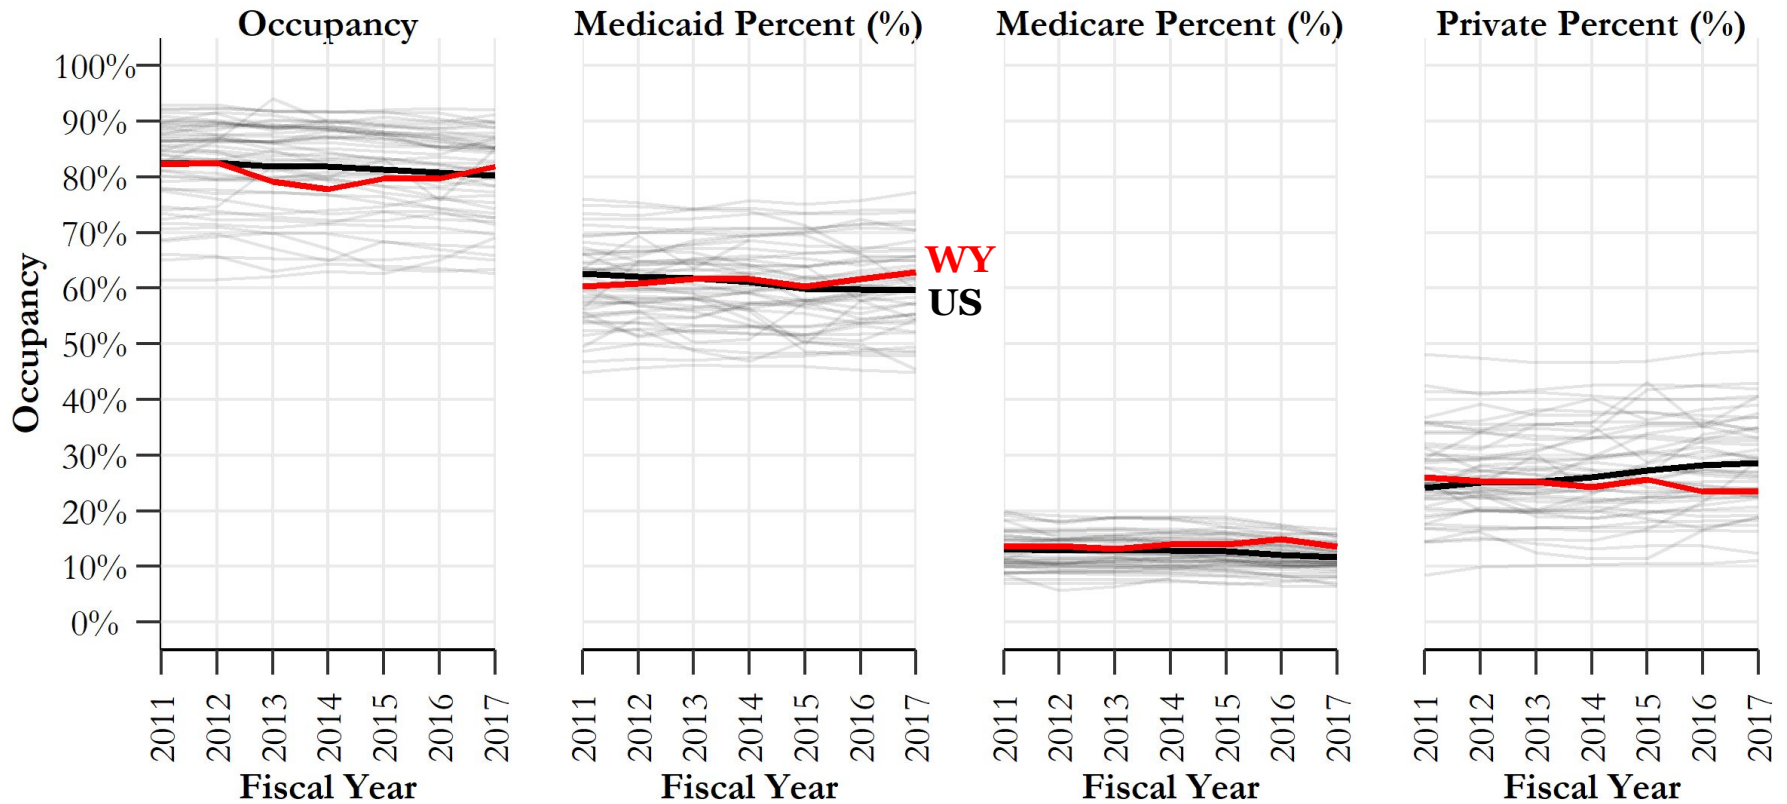 Occupancy
Medicaid Percent (%)
Medicare Percent (%)
Private Percent (%)
Occupancy
100%
90%
80%
70%
60%
50%
40%
30%
20%
10%
0%
WY
US
2011 2012 2013 2014 2015 2016 2017
2011 2012 2013 2014 2015 2016 2017
2011 2012 2013 2014 2015 2016 2017
2011 2012 2013 2014 2015 2016 2017
Fiscal Year
Fiscal Year
Fiscal Year
Fiscal Year